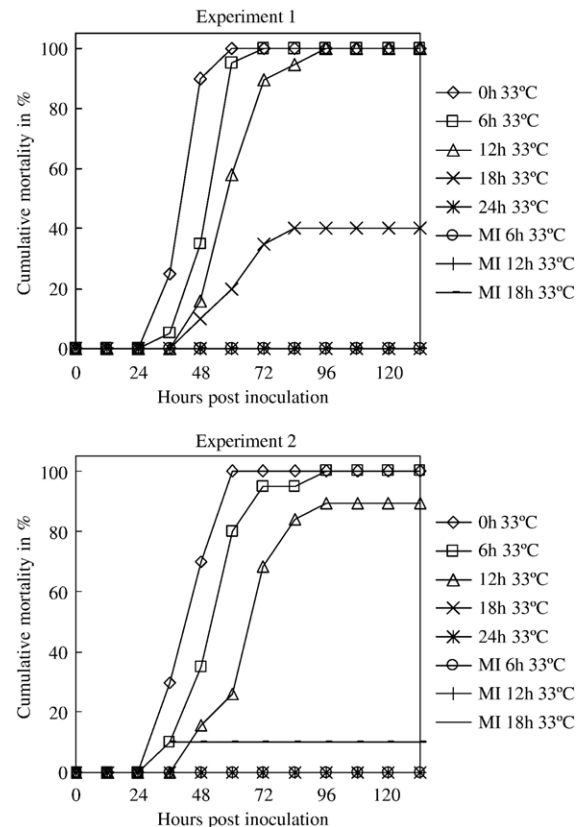 Experiment 1
100
80
60
40
20
0
0 24 48 72 96 120
Cumulative mortality in %
Hours post inoculation
0h 33ºC
6h 33ºC
12h 33ºC
18h 33ºC
24h 33ºC
MI 6h 33ºC
MI 12h 33ºC
MI 18h 33ºC
Experiment 2
100
80
60
40
20
0
0 24 48 72 96 120
Cumulative mortality in %
Hours post inoculation
0h 33ºC
6h 33ºC
12h 33ºC
18h 33ºC
24h 33ºC
MI 6h 33ºC
MI 12h 33ºC
MI 18h 33ºC